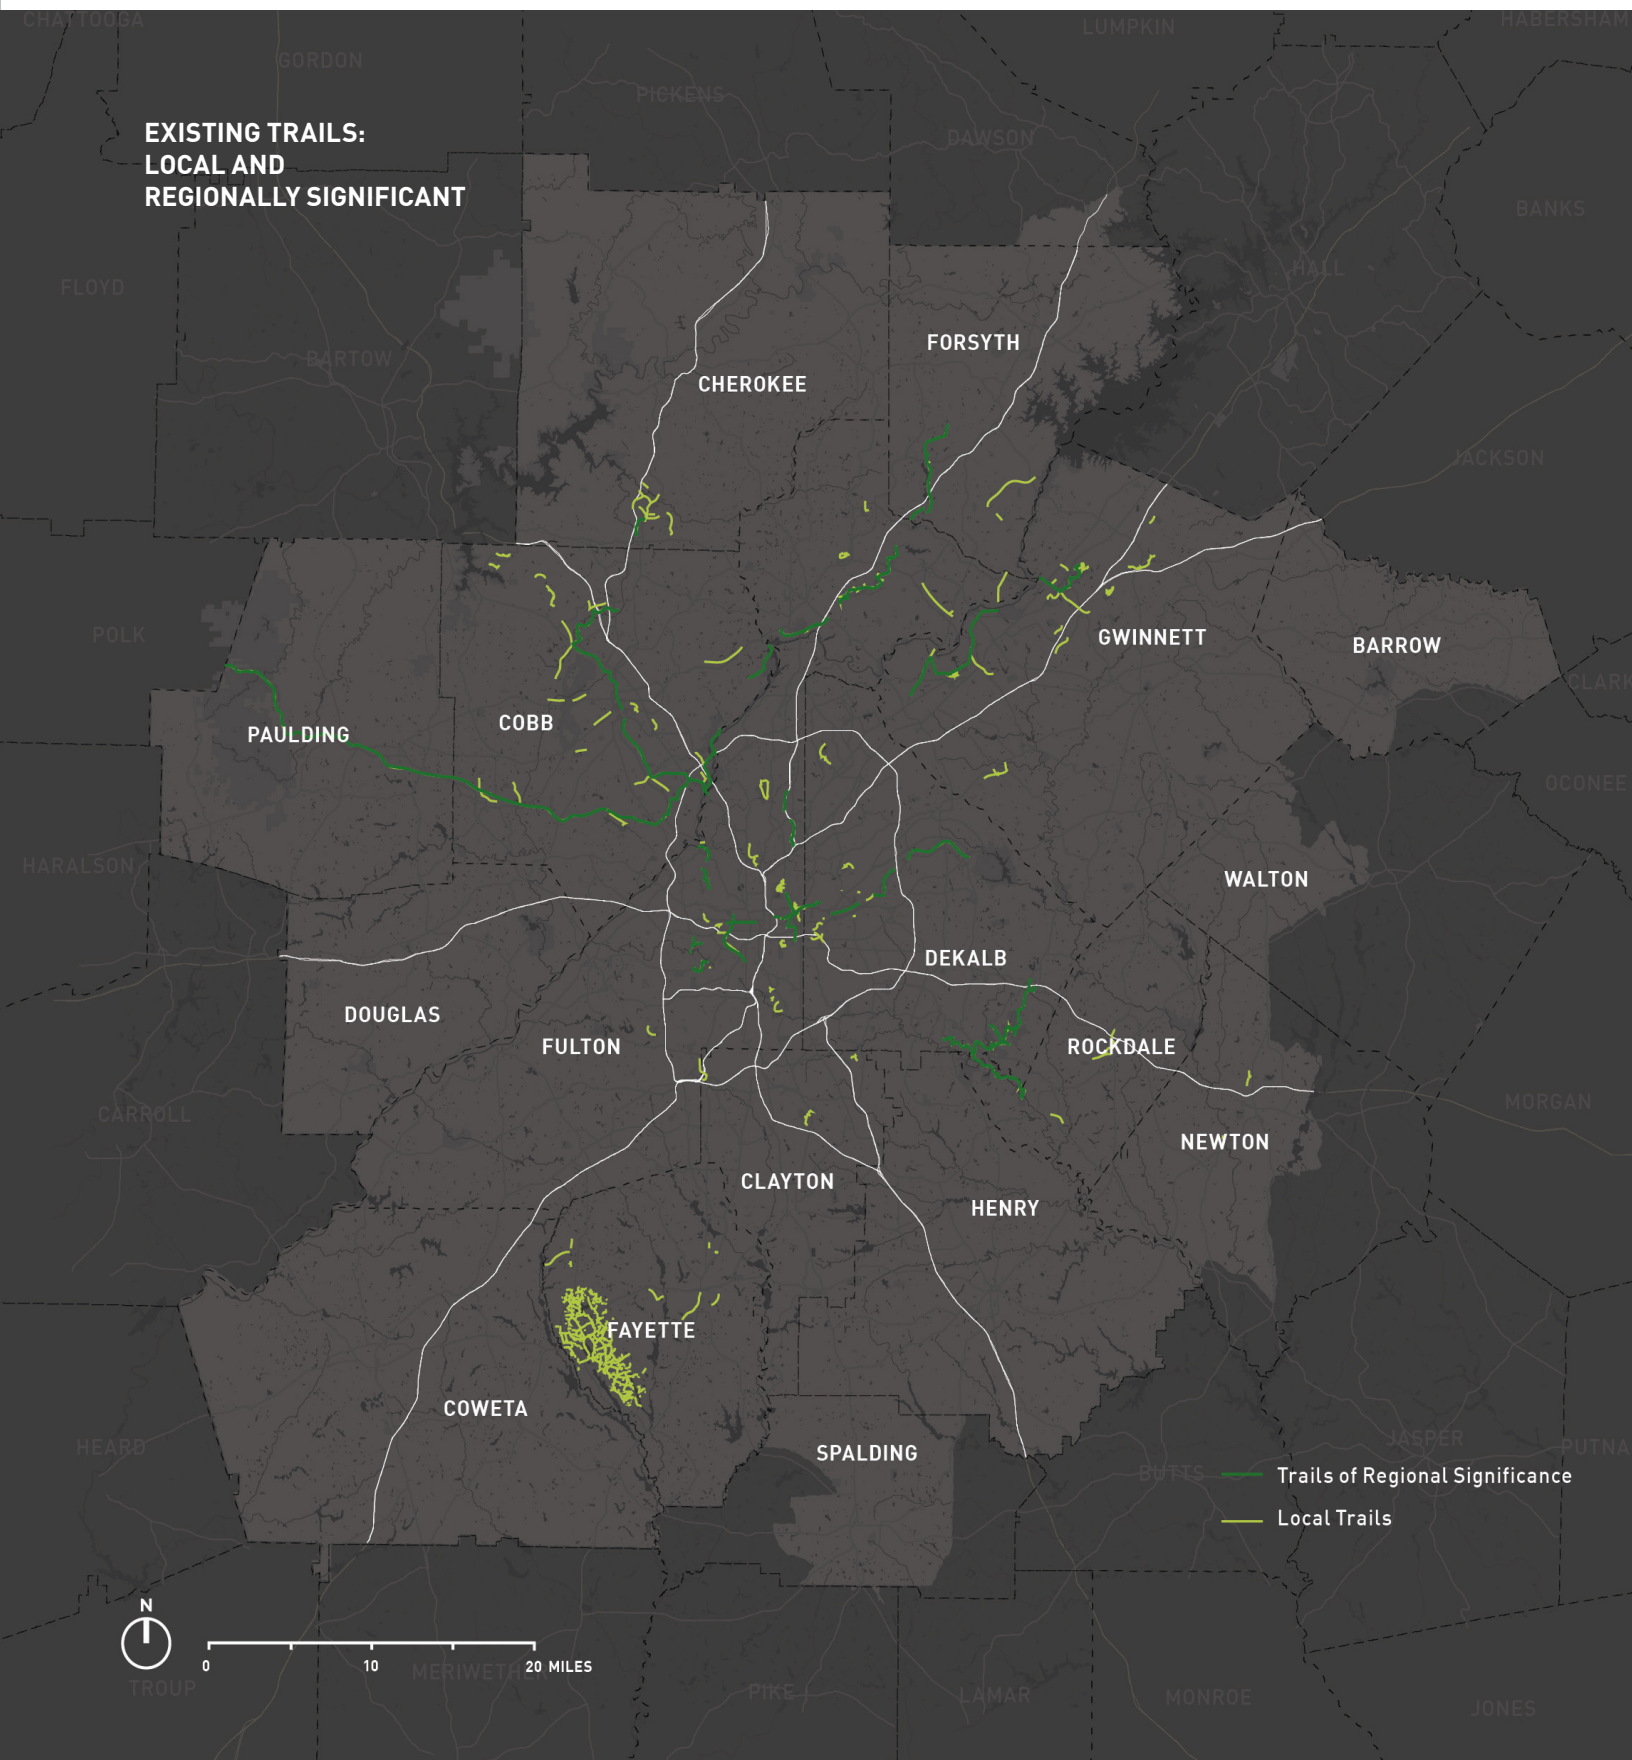 CHATTOOGA
LUMPKIN
HABERSHAM
GORDON
PICKENS
DAWSON
EXISTING TRAILS:
LOCAL AND
REGIONALLY SIGNIFICANT
BANKS
HALL
FLOYD
FORSYTH
BARTOW
CHEROKEE
JACKSON
POLK
GWINNETT
BARROW
CLARK
COBB
PAULDING
OCONEE
HARALSON
WALTON
DEKALB
DOUGLAS
FULTON
ROCKDALE
CARROLL
MORGAN
NEWTON
CLAYTON
HENRY
FAYETTE
COWETA
HEARD
SPALDING
JASPER
PUTNA
BUTTS
Trails of Regional Significance
Local Trails
N
0
10
20 MILES
MERIWETHER
TROUP
PIKE
LAMAR
MONROE
JONES